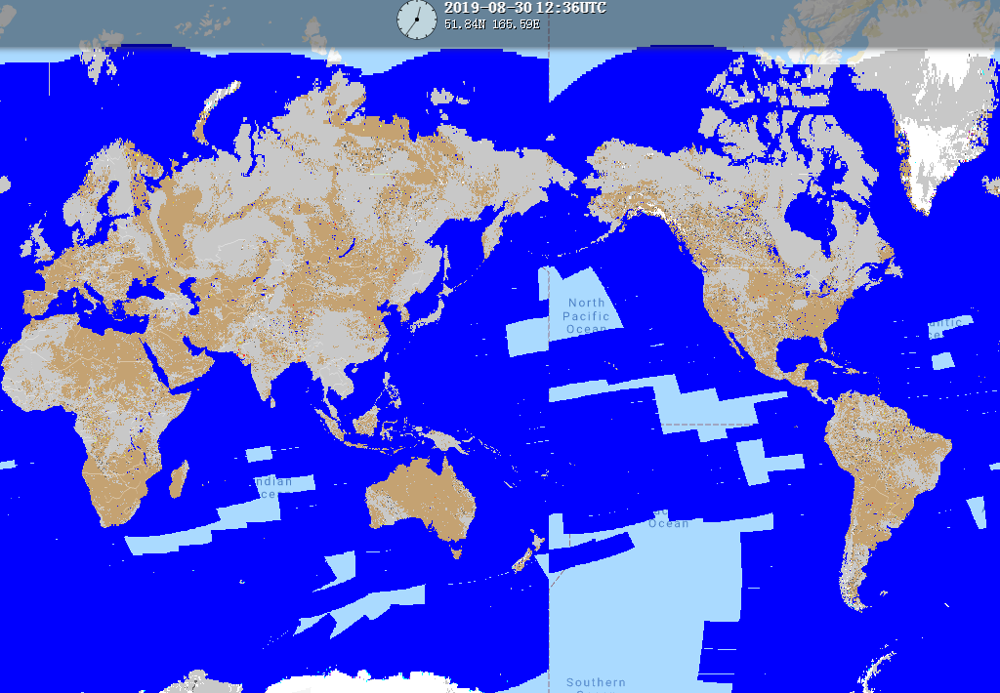 2019-08-30 12:36UTC
51.84N 165.59E
North
Pacific
Ocean
Ocean
Southern